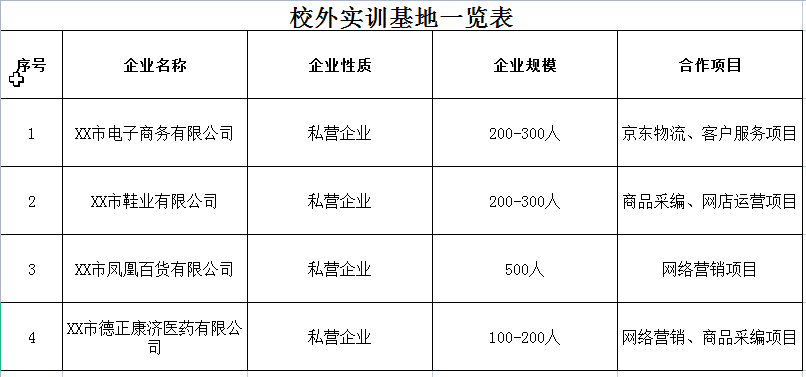 校外实训基地一览表
序号 企业名称 企业性质 企业规模 合作项目
1 XX市电子商务有限公司 私营企业 200-300人 京东物流、客户服务项目
2 XX市鞋业有限公司 私营企业 200-300人 商品采编、网店运营项目
3 XX市凤凰百货有限公司 私营企业 500人 网络营销项目
4 XX市德正康济医药有限公
司 私营企业 100-200人 网络营销、商品采编项目